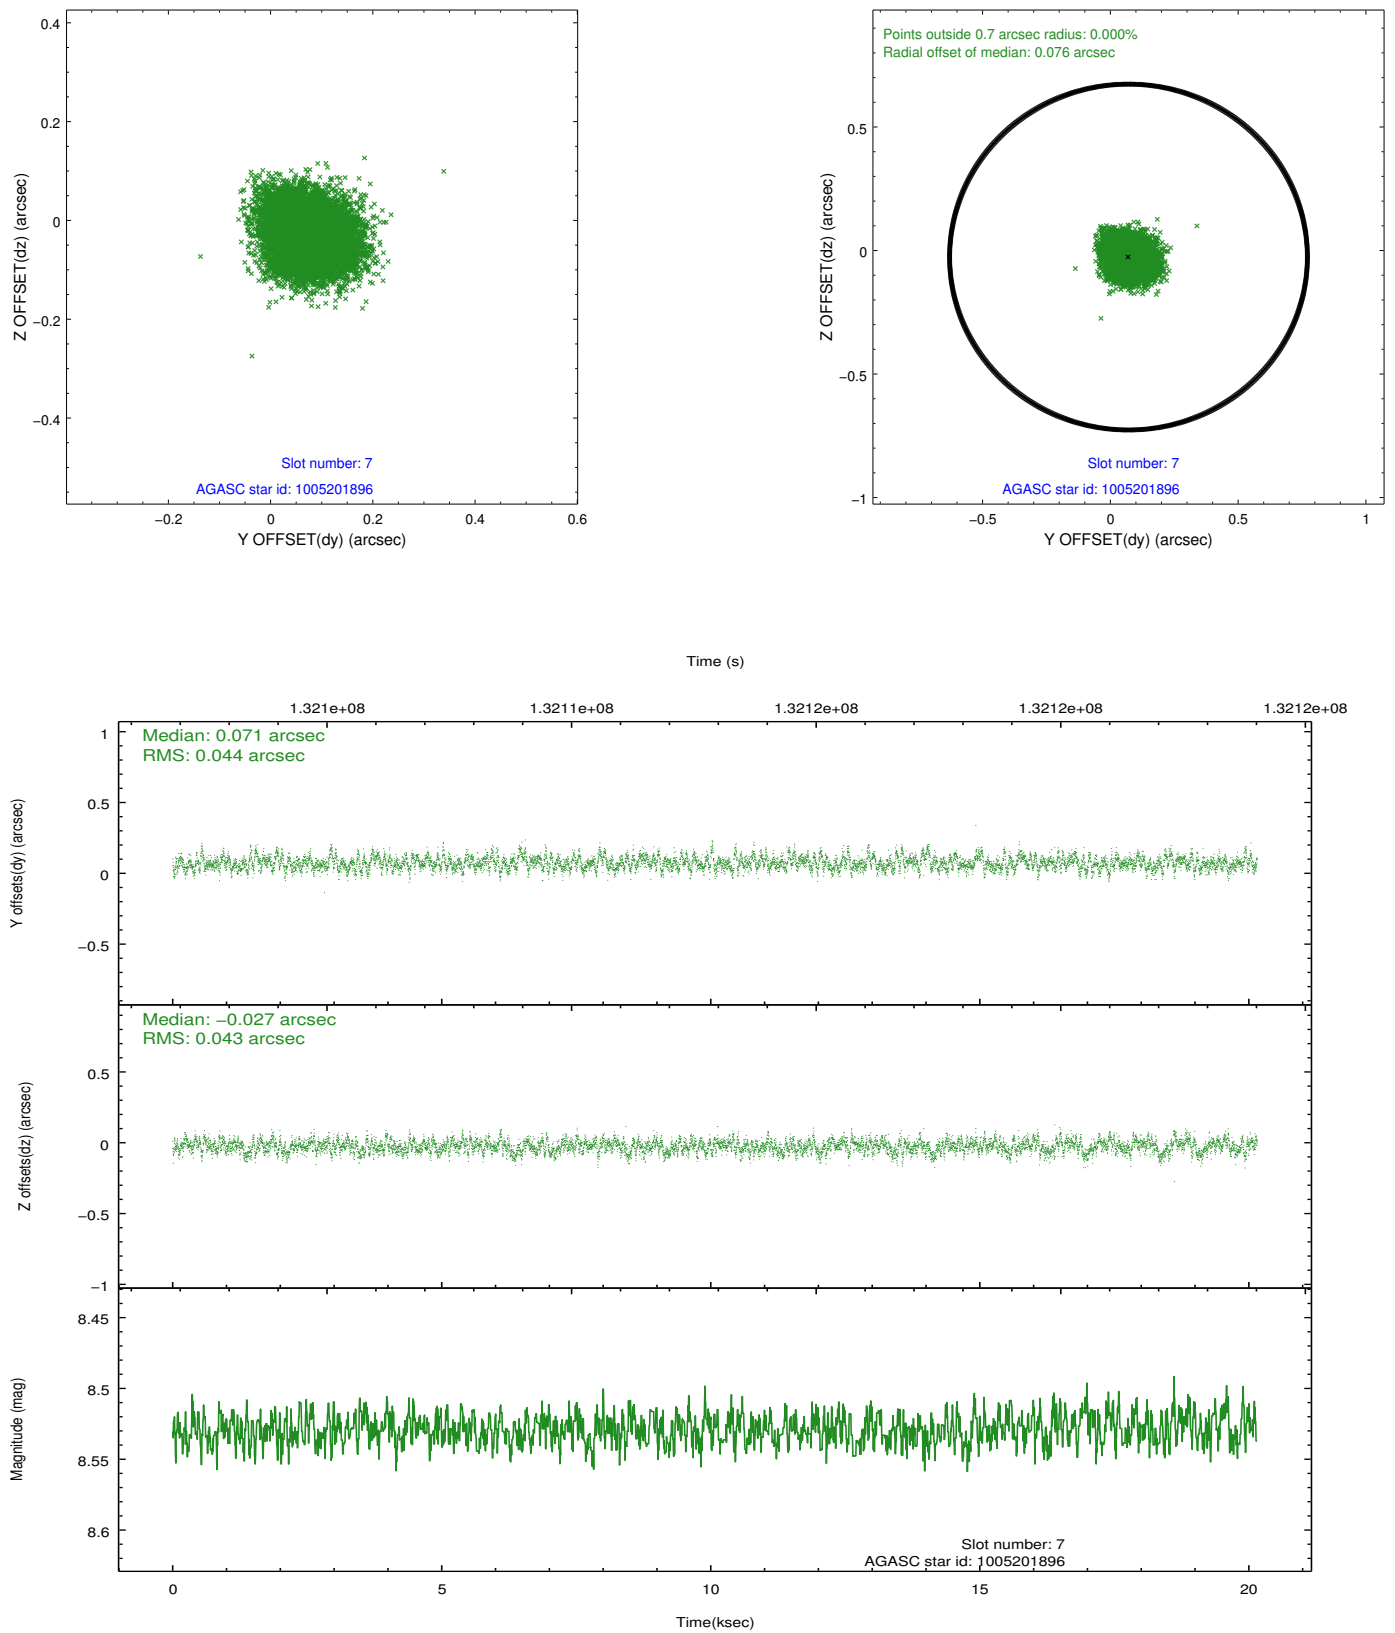 0.4
0.2
0
−0.2
−0.4
Z OFFSET(dz) (arcsec)
Slot number: 7
AGASC star id: 1005201896
−0.2 0 0.2 0.4 0.6
Y OFFSET(dy) (arcsec)
Points outside 0.7 arcsec radius: 0.000%
Radial offset of median: 0.076 arcsec
0.5
0
−0.5
−1
Z OFFSET(dz) (arcsec)
Slot number: 7
AGASC star id: 1005201896
−0.5 0 0.5 1
Y OFFSET(dy) (arcsec)
Time (s)
1.321e+08 1.3211e+08 1.3212e+08 1.3212e+08 1.3212e+08
Median: 0.071 arcsec
RMS: 0.044 arcsec
1
0.5
0
−0.5
Y offsets(dy) (arcsec)
Median: −0.027 arcsec
RMS: 0.043 arcsec
0.5
0
−0.5
−1
Z offsets(dz) (arcsec)
8.45
8.5
8.55
8.6
Magnitude (mag)
Slot number: 7
AGASC star id: 1005201896
0 5 10 15 20
Time(ksec)